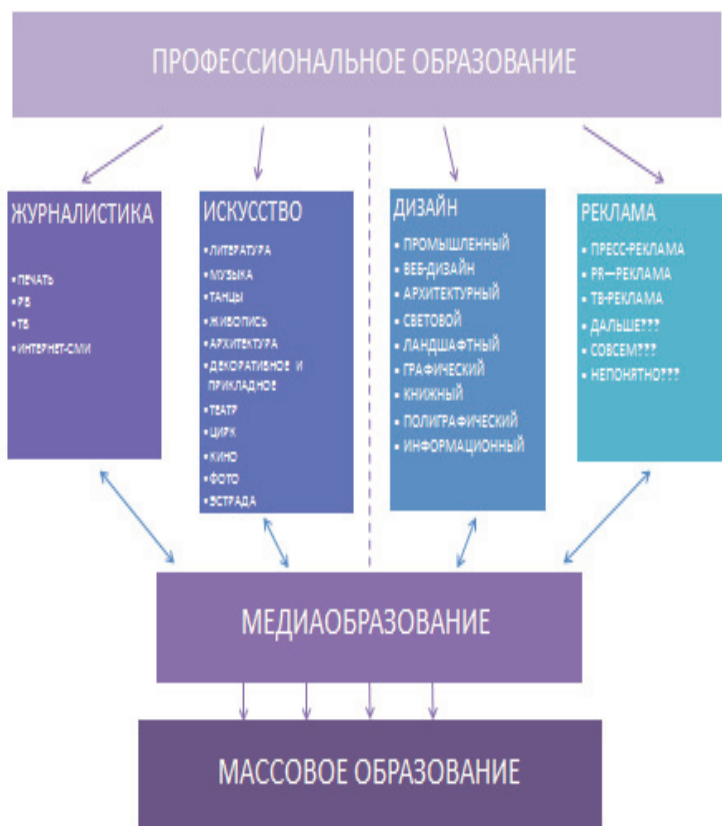 ПРОФЕССИОНАЛЬНОЕ ОБРАЗОВАНИЕ
ЖУРНАЛИСТИКА
▪ ПЕЧАТЬ
▪ РВ
▪ ТВ
▪ ИНТЕРНЕТ-СМИ
ИСКУССТВО
▪ ЛИТЕРАТУРА
▪ МУЗЫКА
▪ ТАНЦЫ
▪ ЖИВОПИСЬ
▪ АРХИТЕКТУРА
▪ ДЕКОРАТИВНОЕ И
ПРИКЛАДНОЕ
▪ ТЕАТР
▪ ЦИРК
▪ КИНО
▪ ФОТО
▪ ЭСТРАДА
ДИЗАЙН
▪ ПРОМЫШЛЕННЫЙ
▪ ВЕБ-ДИЗАЙН
▪ АРХИТЕКТУРНЫЙ
▪ СВЕТОВОЙ
▪ ЛАНДШАФТНЫЙ
▪ ГРАФИЧЕСКИЙ
▪ КНИЖНЫЙ
▪ ПОЛИГРАФИЧЕСКИЙ
▪ ИНФОРМАЦИОННЫЙ
РЕКЛАМА
▪ ПРЕСС-РЕКЛАМА
▪ PR—РЕКЛАМА
▪ ТВ-РЕКЛАМА
▪ ДАЛЬШЕ???
▪ СОВСЕМ???
▪ НЕПОНЯТНО???
МЕДИАОБРАЗОВАНИЕ
МАССОВОЕ ОБРАЗОВАНИЕ